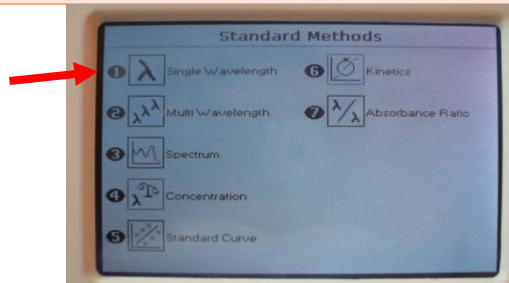 Standard Methods
1 λ Single Wavelength
2 λλλ Multi Wavelength
3 Spectrum
4 λ Concentration
5 Standard Curve
6 Kinetics
7 λ/λ Absorbance Ratio